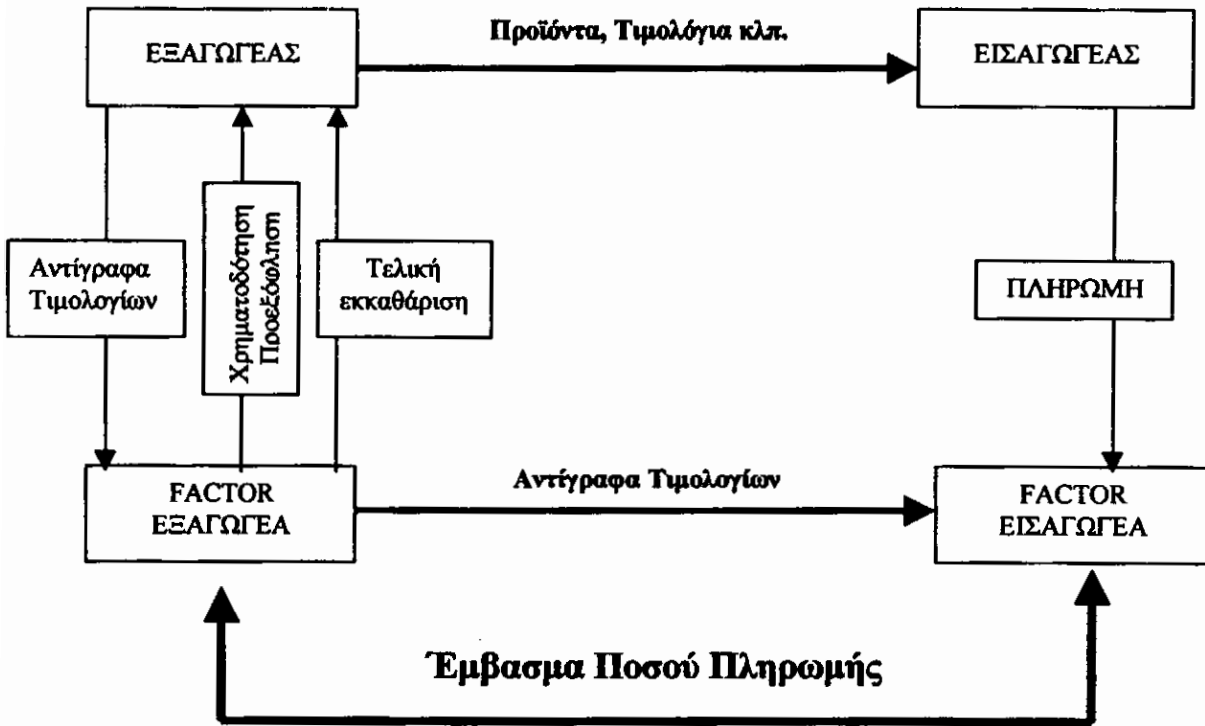 Προϊόντα, Τιμολόγια κλπ.
ΕΞΑΓΩΓΕΑΣ
ΕΙΣΑΓΩΓΕΑΣ
Αντίγραφα
Τιμολογίων
Χρηματοδότηση
Προεξόφληση
Τελική
εκκαθάριση
ΠΛΗΡΩΜΗ
FACTOR
ΕΞΑΓΩΓΕΑ
Αντίγραφα Τιμολογίων
FACTOR
ΕΙΣΑΓΩΓΕΑ
Έμβασμα Ποσού Πληρωμής